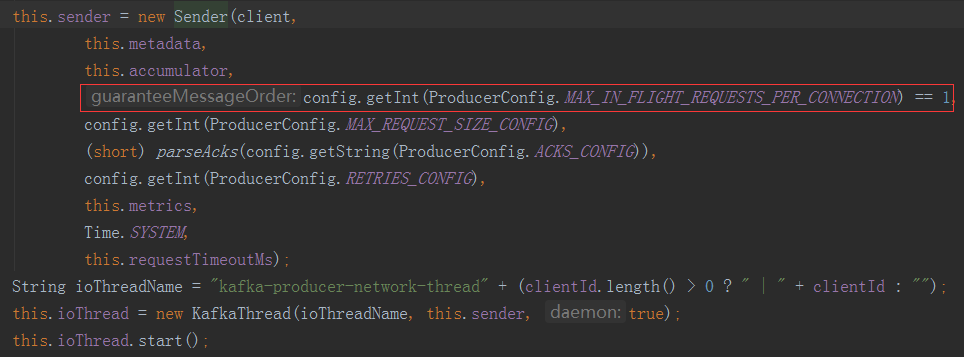 this.sender = new Sender(client,
this.metadata,
this.accumulator,
guaranteeMessageOrder: config.getInt(ProducerConfig.MAX_IN_FLIGHT_REQUESTS_PER_CONNECTION) == 1,
config.getInt(ProducerConfig.MAX_REQUEST_SIZE_CONFIG),
(short) parseAcks(config.getString(ProducerConfig.ACKS_CONFIG)),
config.getInt(ProducerConfig.RETRIES_CONFIG),
this.metrics,
Time.SYSTEM,
this.requestTimeoutMs);
String ioThreadName = "kafka-producer-network-thread" + (clientId.length() > 0 ? " | " + clientId : "");
this.ioThread = new KafkaThread(ioThreadName, this.sender, daemon: true);
this.ioThread.start();